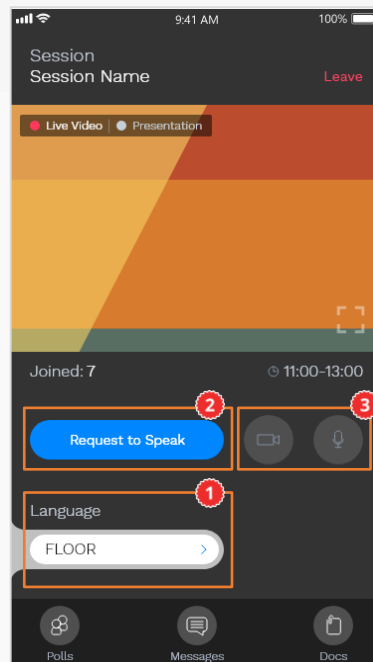 9:41 AM
100%
Session
Session Name
Leave
Live Video | Presentation
Joined: 7
11:00-13:00
2
3
Request to Speak
1
Language
FLOOR
Polls
Messages
Docs